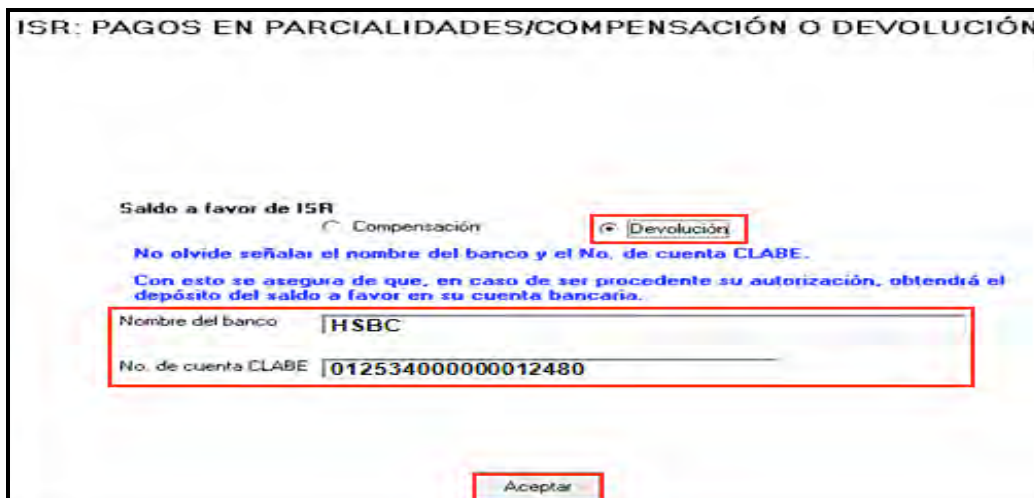 ISR: PAGOS EN PARCIALIDADES/COMPENSACIÓN O DEVOLUCIÓN
Saldo a favor de ISR
Compensación Devolución
No olvide señalar el nombre del banco y el No. de cuenta CLABE.
Con esto se asegura de que, en caso de ser procedente su autorización, obtendrá el
depósito del saldo a favor en su cuenta bancaria.
Nombre del banco HSBC
No. de cuenta CLABE 012534000000012480
Aceptar